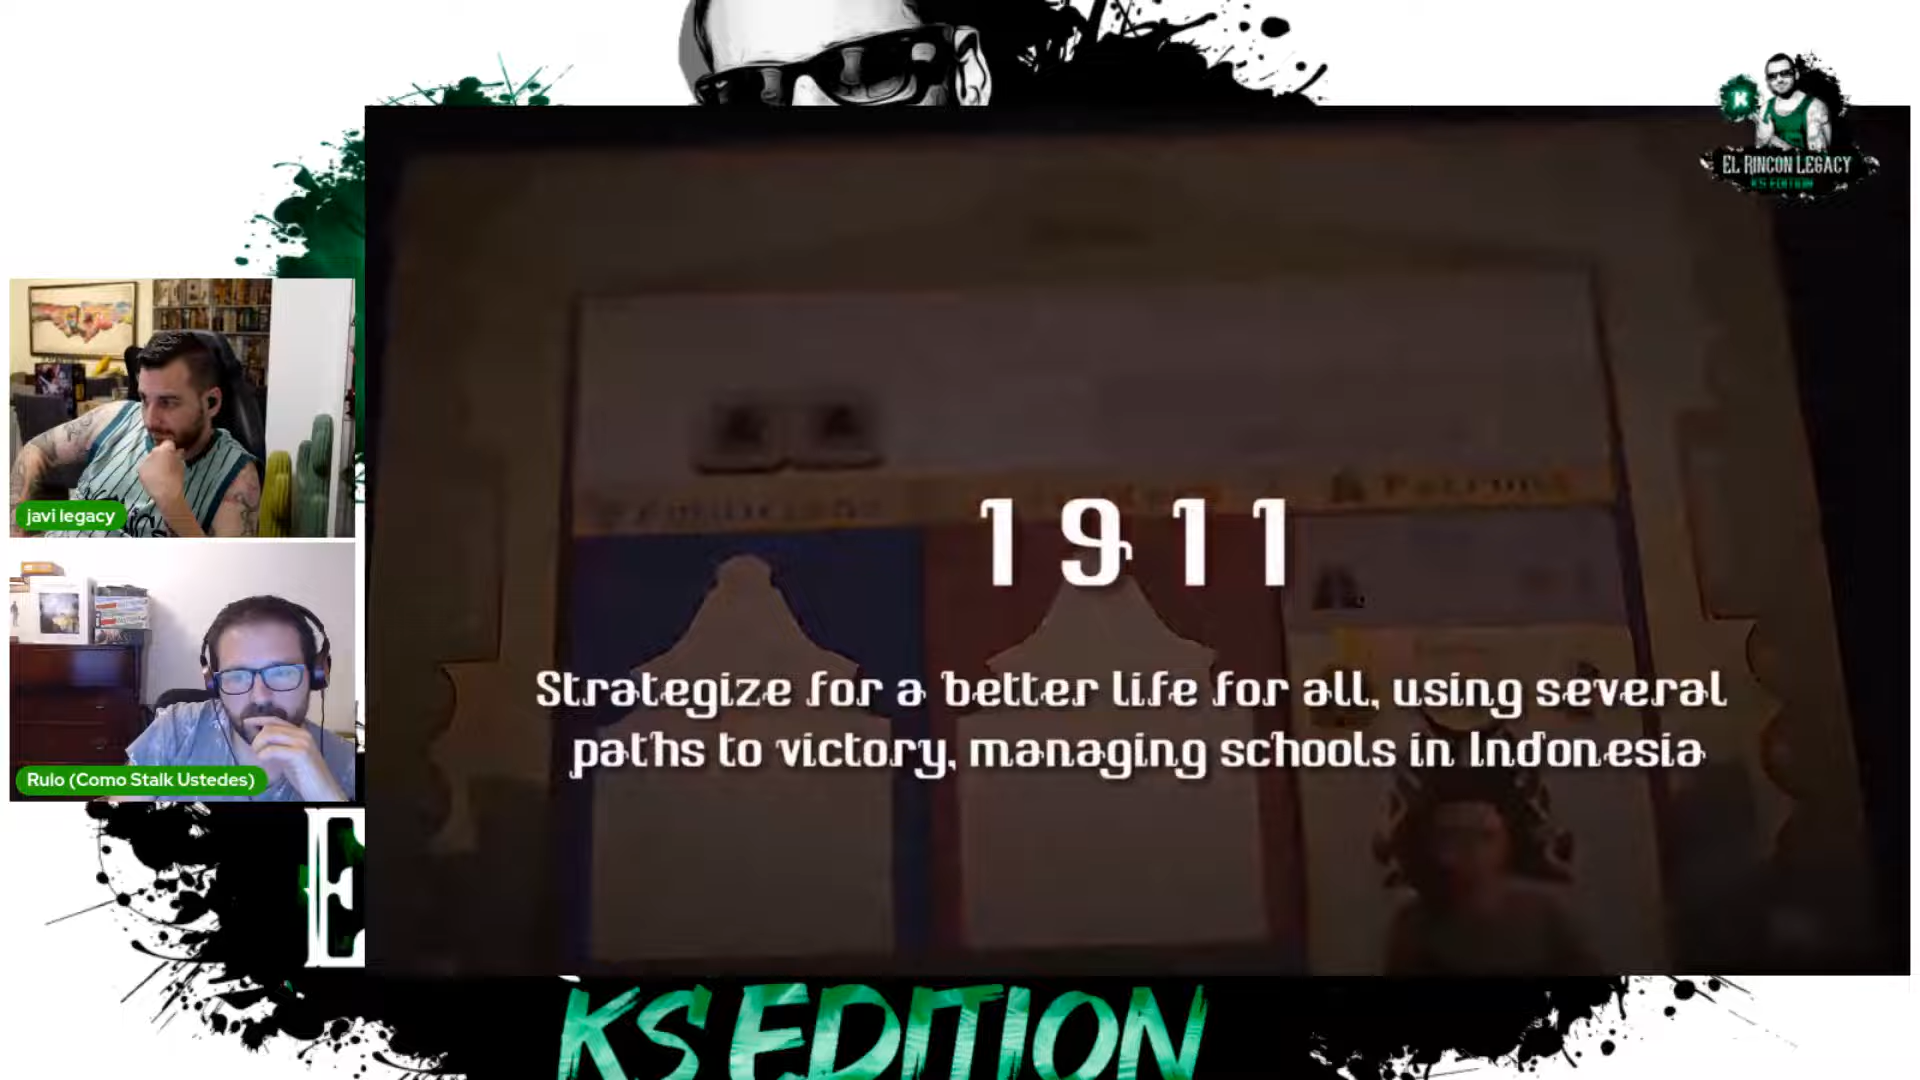 K
EL RINCON LEGACY
KS EDITION
1911
Strategize for a better life for all, using several
paths to victory, managing schools in Indonesia
javi legacy
Rulo (Como Stalk Ustedes)
E
KS EDITION